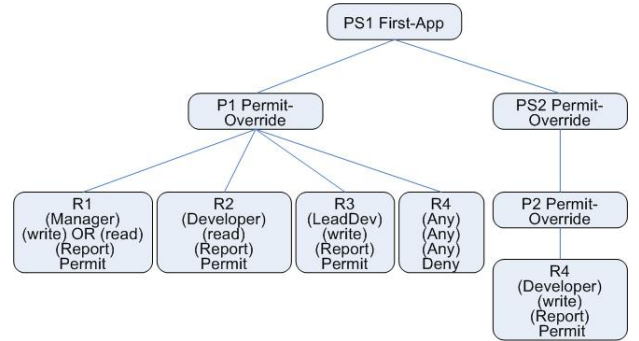 PS1 First-App
P1 Permit-
Override
PS2 Permit-
Override
R1
(Manager)
(write) OR (read)
(Report)
Permit
R2
(Developer)
(read)
(Report)
Permit
R3
(LeadDev)
(write)
(Report)
Permit
R4
(Any)
(Any)
(Any)
Deny
P2 Permit-
Override
R4
(Developer)
(write)
(Report)
Permit